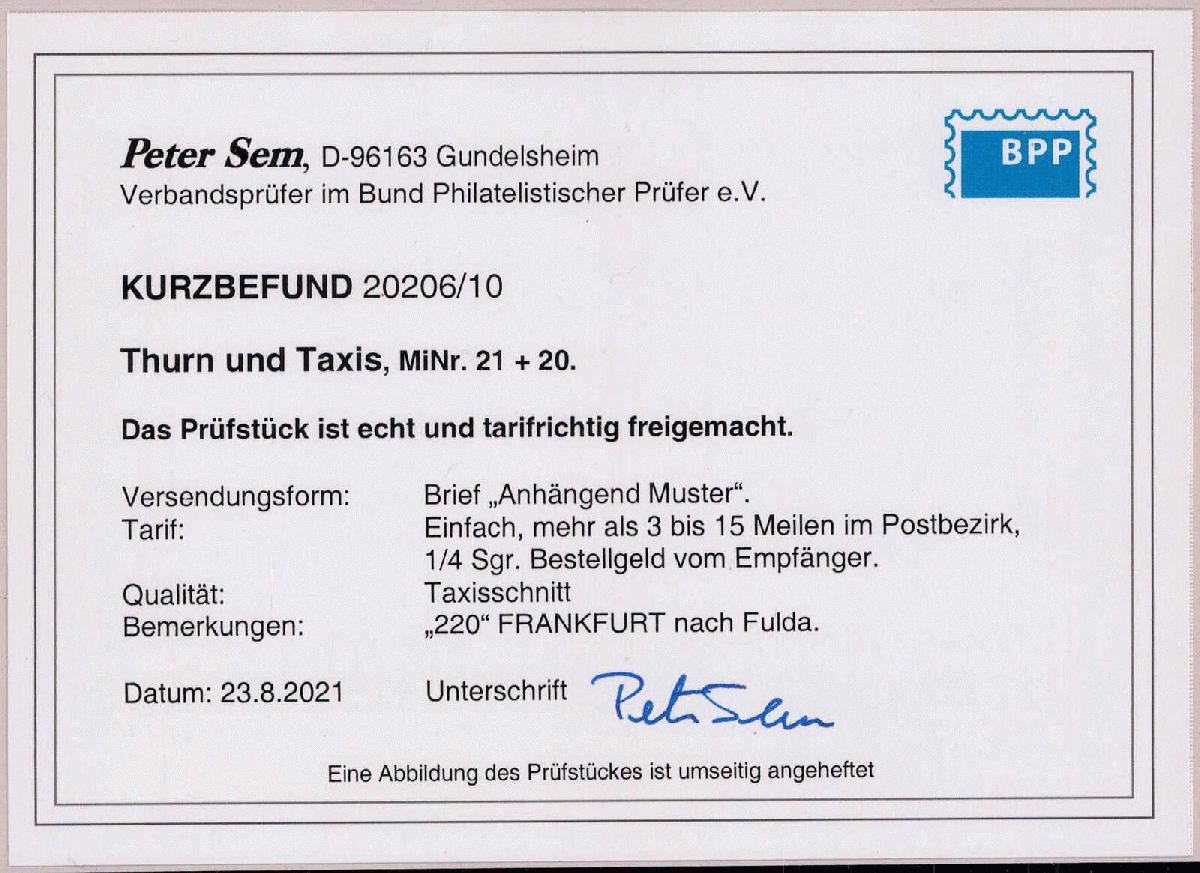 Peter Sem, D-96163 Gundelsheim
BPP
Verbandsprüfer im Bund Philatelistischer Prüfer e.V.
KURZBEFUND 20206/10
Thurn und Taxis, MiNr. 21 + 20.
Das Prüfstück ist echt und tarifrichtig freigemacht.
Versendungsform: Brief „Anhängend Muster“.
Tarif: Einfach, mehr als 3 bis 15 Meilen im Postbezirk,
1/4 Sgr. Bestellgeld vom Empfänger.
Qualität: Taxisschnitt
Bemerkungen: „220“ FRANKFURT nach Fulda.
Datum: 23.8.2021 Unterschrift Peter Sem
Eine Abbildung des Prüfstückes ist umseitig angeheftet